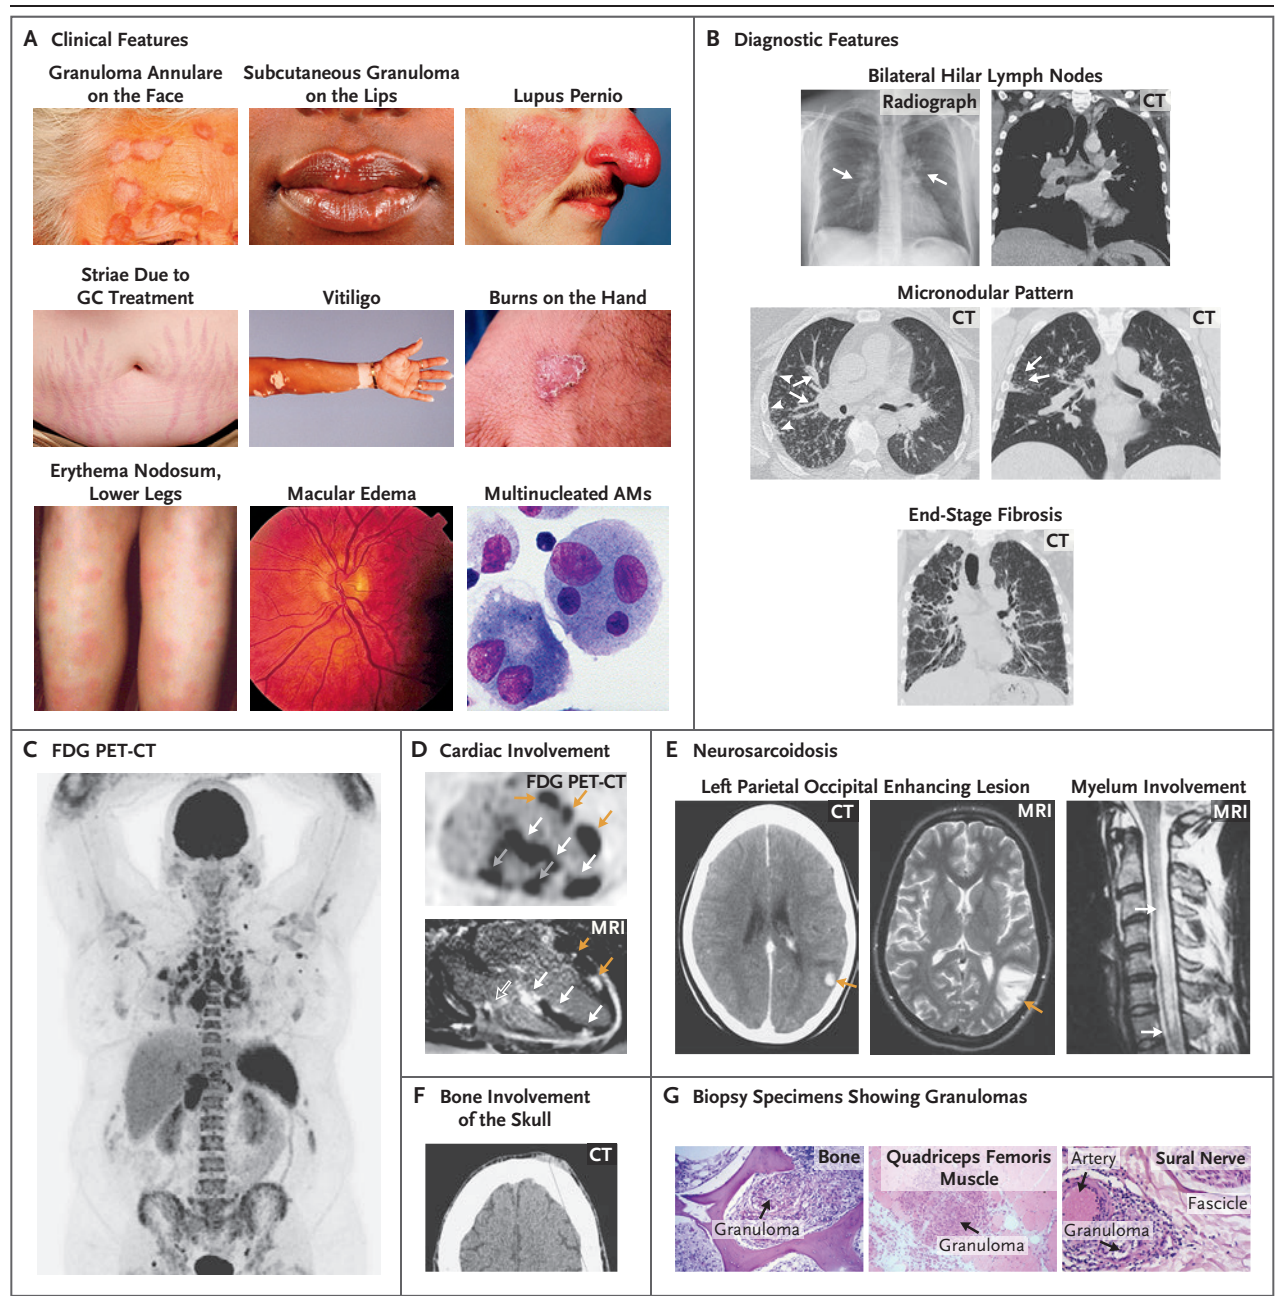 A Clinical Features
Granuloma Annulare
on the Face
Subcutaneous Granuloma
on the Lips
Lupus Pernio
Striae Due to
GC Treatment
Vitiligo
Burns on the Hand
Erythema Nodosum,
Lower Legs
Macular Edema
Multinucleated AMs
B Diagnostic Features
Bilateral Hilar Lymph Nodes
Radiograph
CT
Micronodular Pattern
CT
CT
End-Stage Fibrosis
CT
C FDG PET-CT
D Cardiac Involvement
FDG PET-CT
MRI
E Neurosarcoidosis
Left Parietal Occipital Enhancing Lesion
CT
MRI
Myelum Involvement
MRI
F Bone Involvement
of the Skull
CT
G Biopsy Specimens Showing Granulomas
Bone
Granuloma
Quadriceps Femoris
Muscle
Granuloma
Artery
Sural Nerve
Fascicle
Granuloma